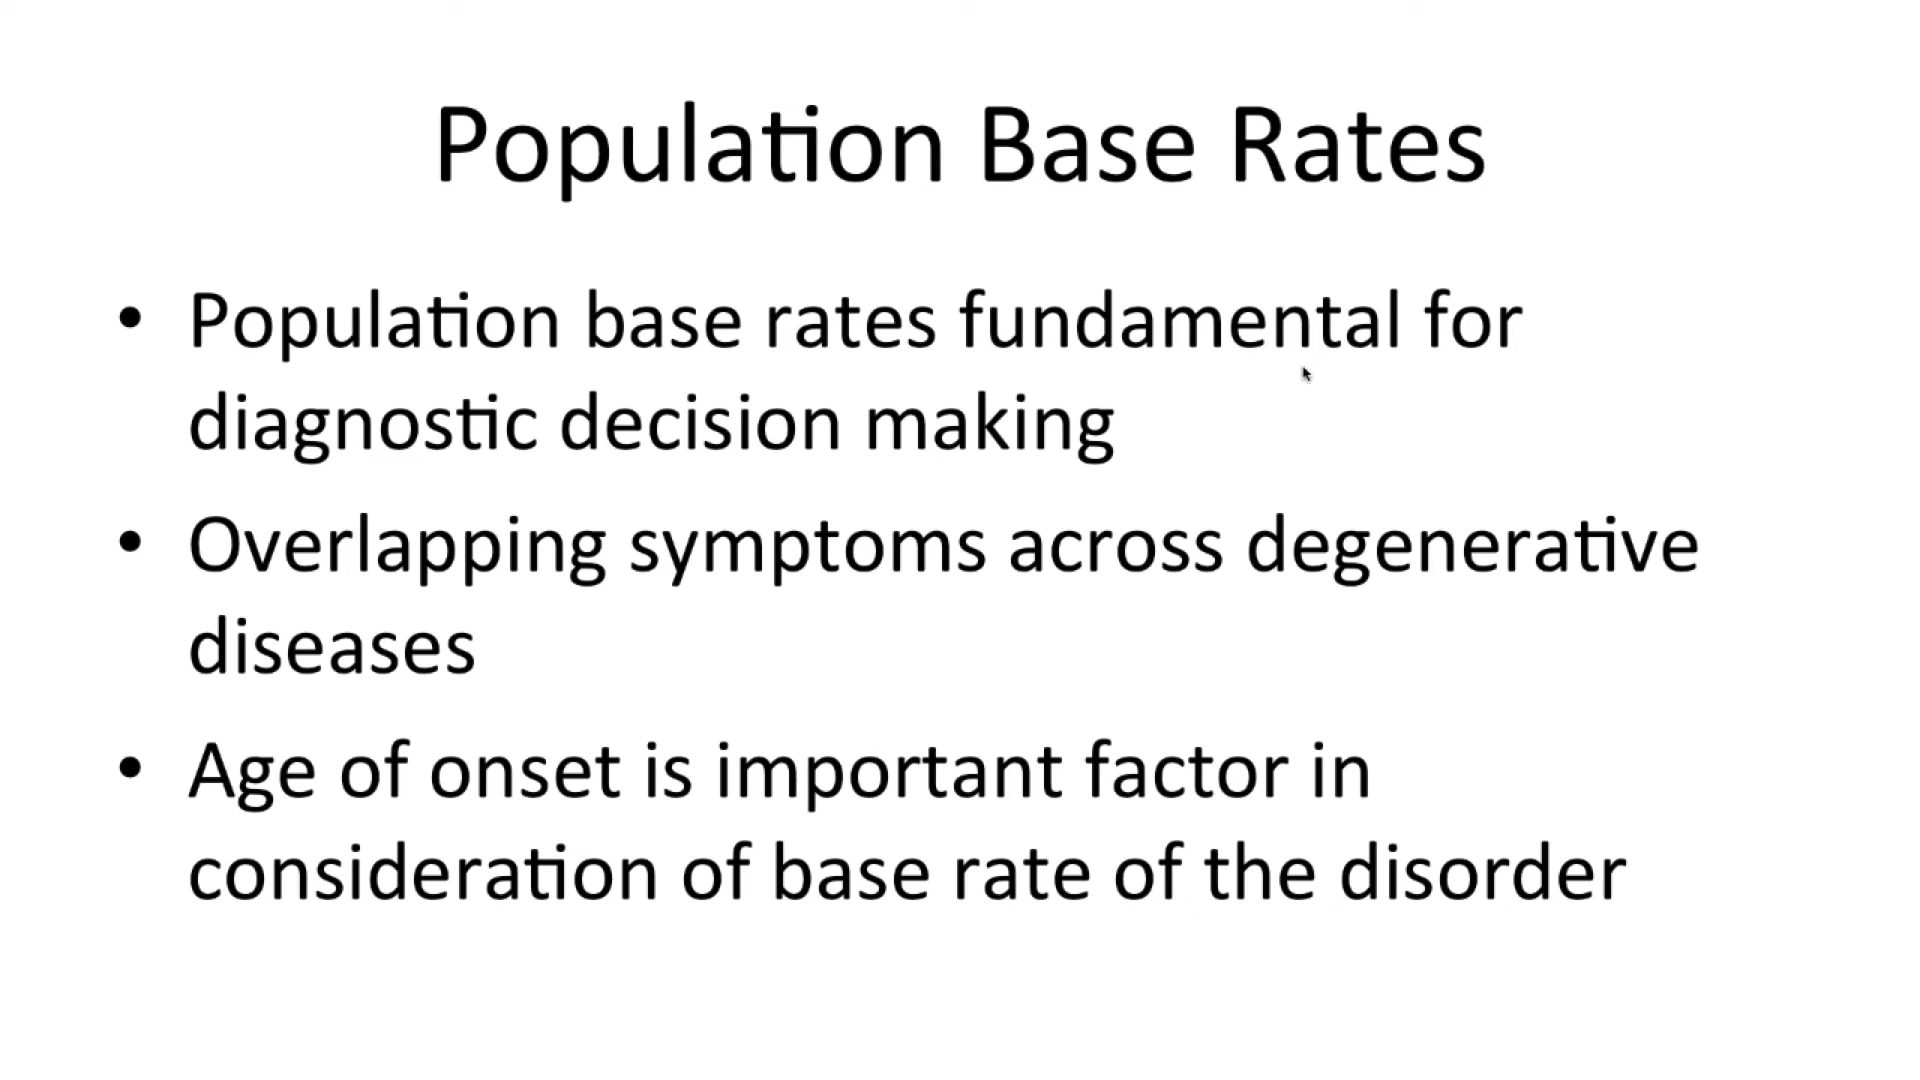 Population Base Rates
• Population base rates fundamental for
diagnostic decision making
• Overlapping symptoms across degenerative
diseases
• Age of onset is important factor in
consideration of base rate of the disorder